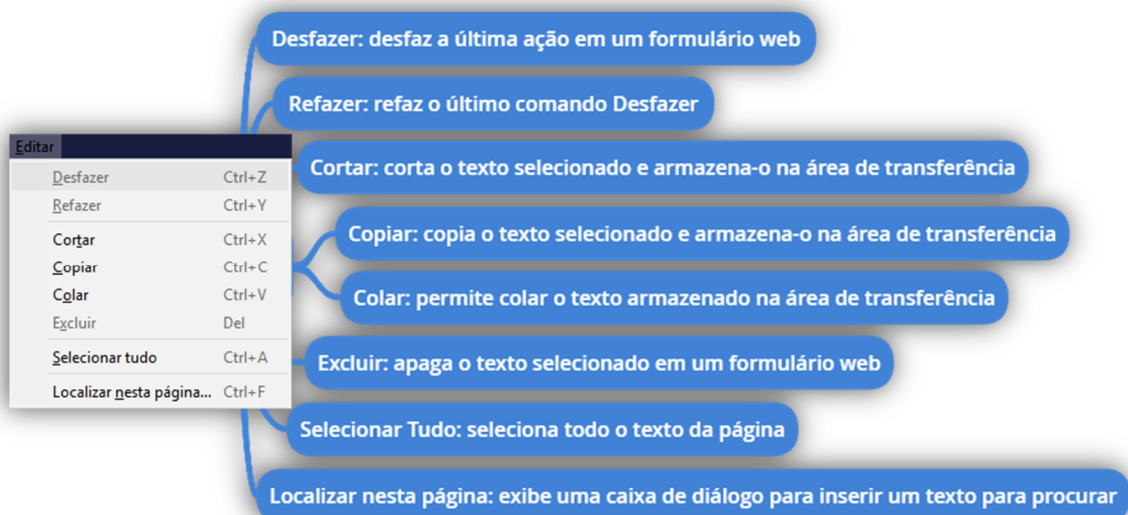 Desfazer: desfaz a última ação em um formulário web
Refazer: refaz o último comando Desfazer
Editar
Desfazer Ctrl+Z
Refazer Ctrl+Y
Cortar Ctrl+X
Copiar Ctrl+C
Colar Ctrl+V
Excluir Del
Selecionar tudo Ctrl+A
Localizar nesta página... Ctrl+F
Cortar: corta o texto selecionado e armazena-o na área de transferência
Copiar: copia o texto selecionado e armazena-o na área de transferência
Colar: permite colar o texto armazenado na área de transferência
Excluir: apaga o texto selecionado em um formulário web
Selecionar Tudo: seleciona todo o texto da página
Localizar nesta página: exibe uma caixa de diálogo para inserir um texto para procurar